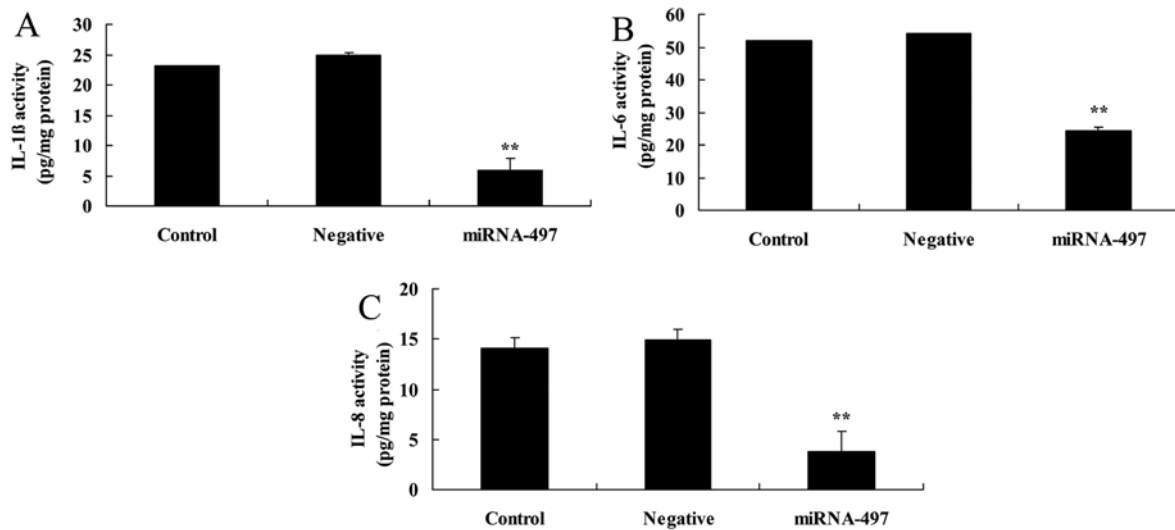 A
IL-1ß activity
(pg/mg protein)
30
25
20
15
10
5
0
**
Control Negative miRNA-497
B
IL-6 activity
(pg/mg protein)
60
50
40
30
20
10
0
**
Control Negative miRNA-497
C
IL-8 activity
(pg/mg protein)
20
15
10
5
0
**
Control Negative miRNA-497